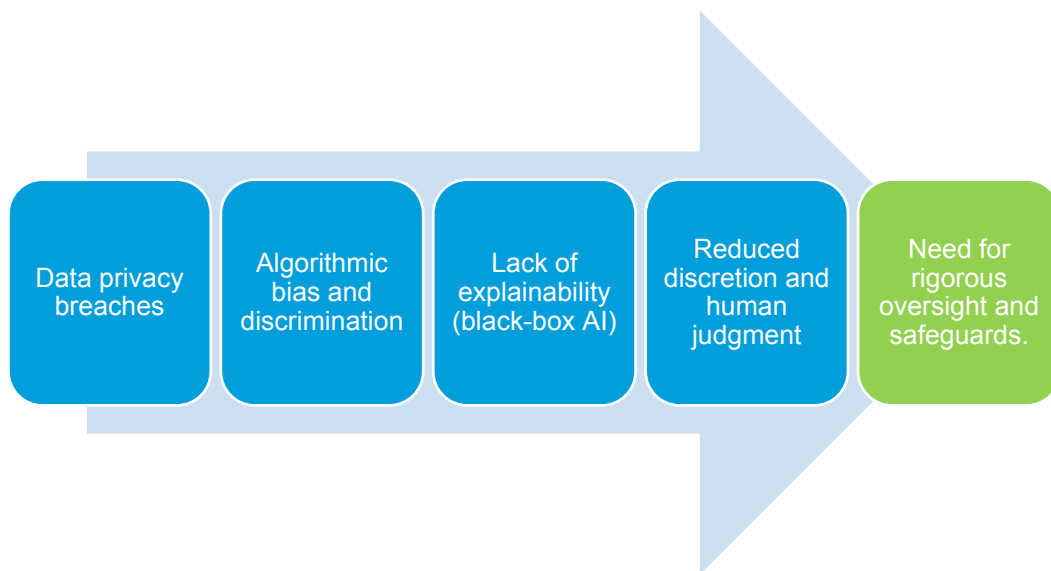 Data privacy
breaches
Algorithmic
bias and
discrimination
Lack of
explainability
(black-box AI)
Reduced
discretion and
human
judgment
Need for
rigorous
oversight and
safeguards.